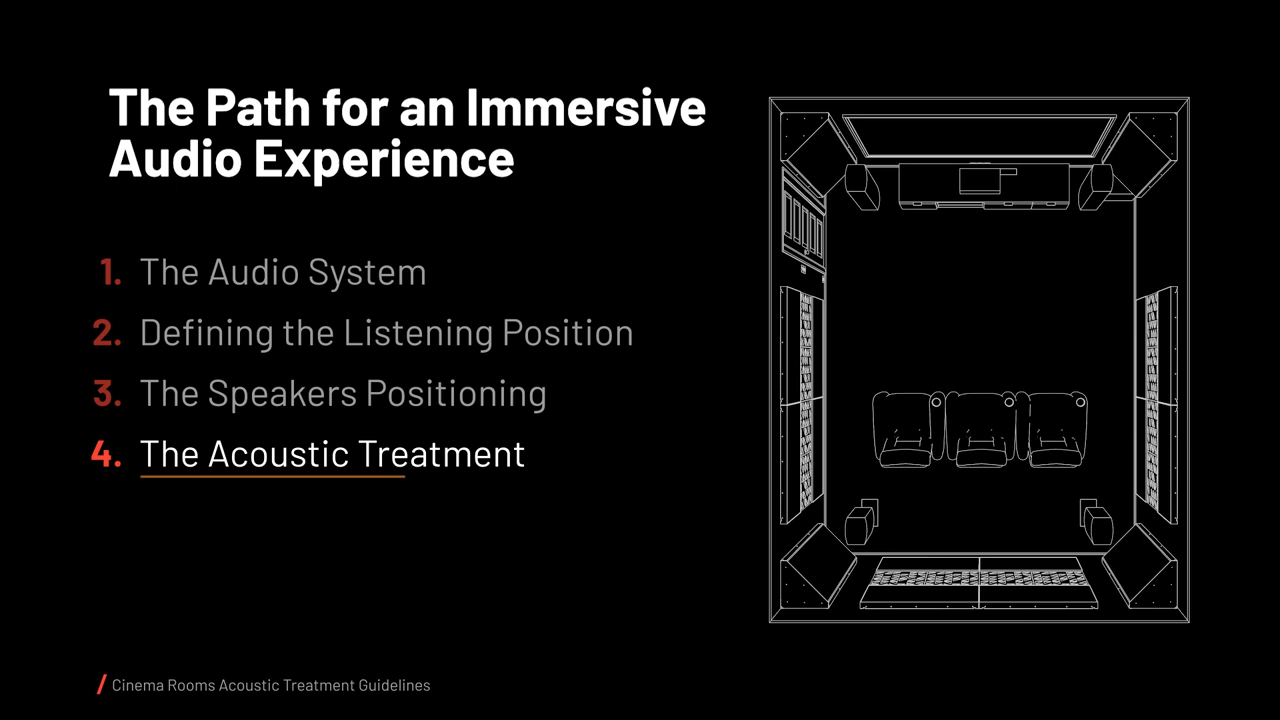 The Path for an Immersive
Audio Experience
1. The Audio System
2. Defining the Listening Position
3. The Speakers Positioning
4. The Acoustic Treatment
/ Cinema Rooms Acoustic Treatment Guidelines